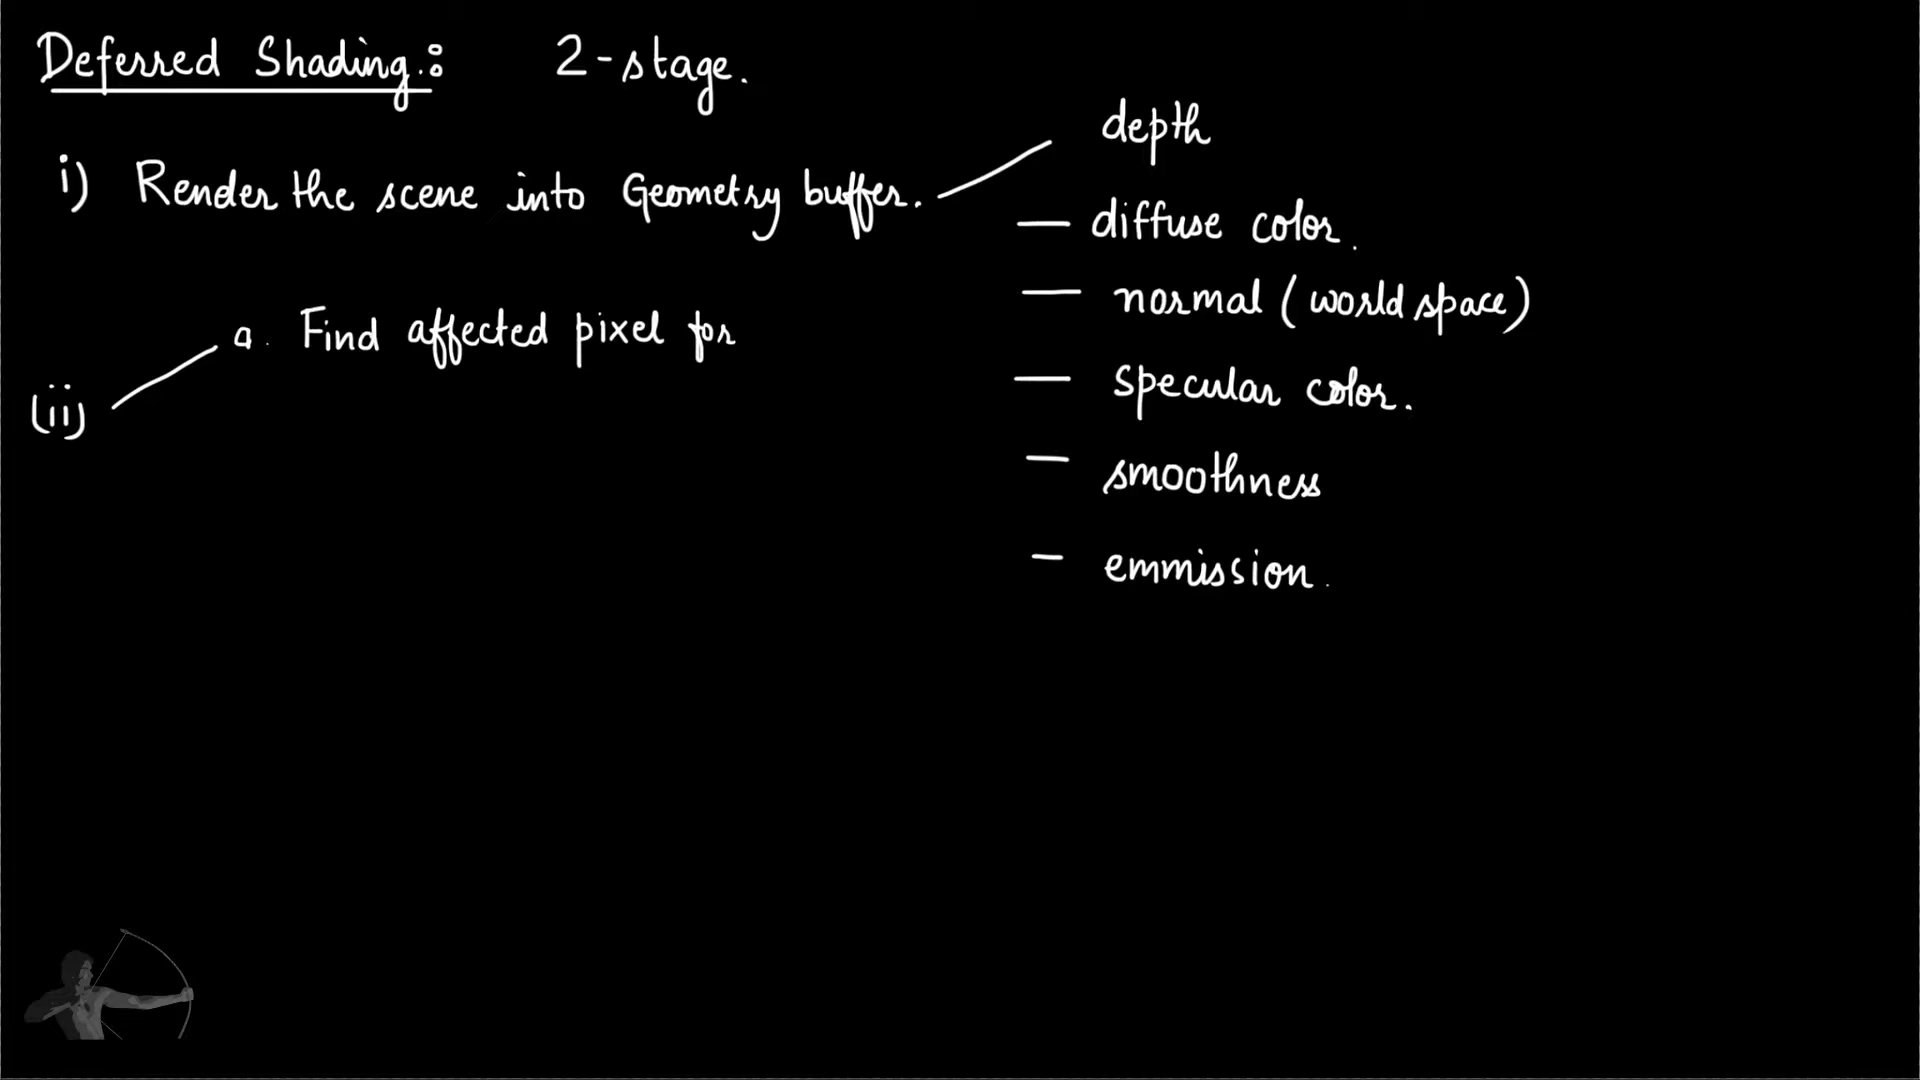 Deferred Shading : 2-stage.
i) Render the scene into Geometry buffer. — depth
— diffuse color.
— normal (world space)
— specular color.
— smoothness
— emmission.
(ii) — a. Find affected pixel for